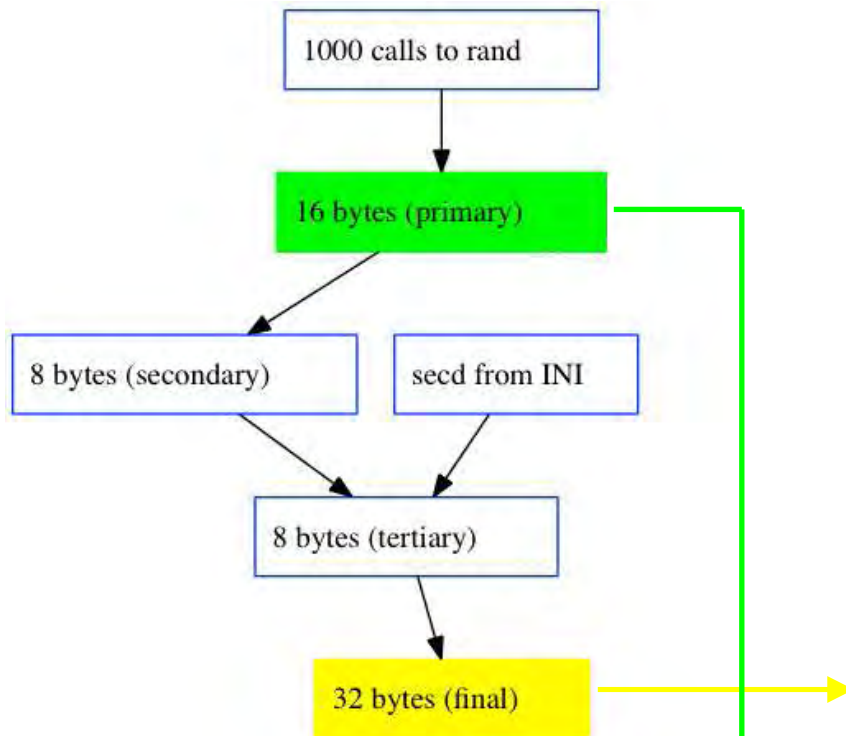 1000 calls to rand
16 bytes (primary)
8 bytes (secondary)
secd from INI
8 bytes (tertiary)
32 bytes (final)